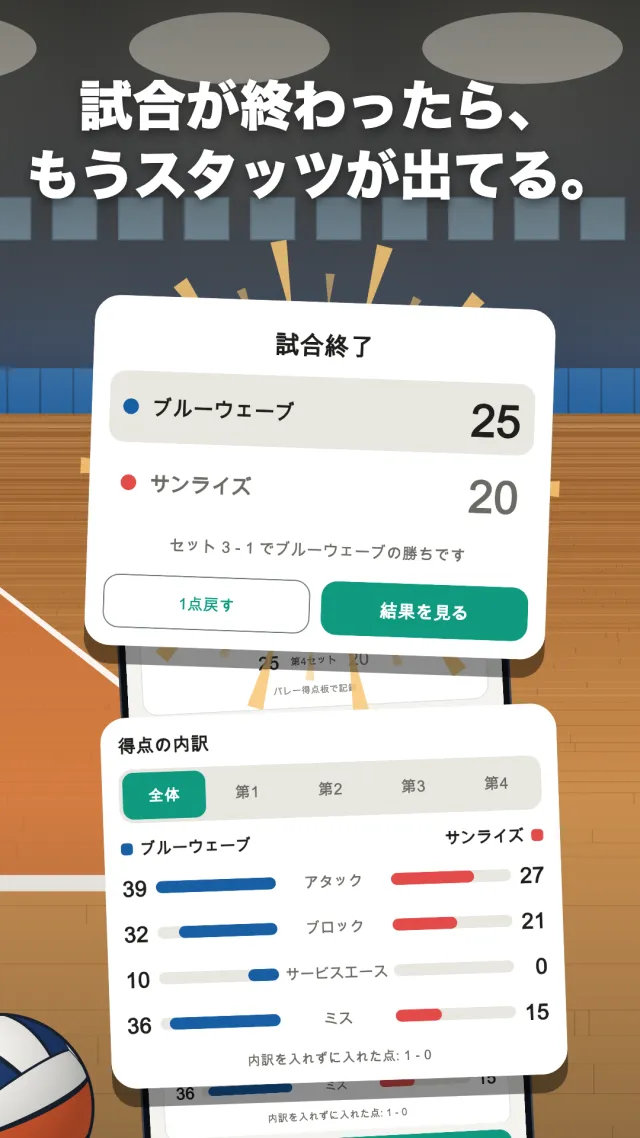 試合が終わったら、
もうスタッツが出てる。
試合終了
ブルーウェーブ 25
サンライズ 20
セット 3 - 1 でブルーウェーブの勝ちです
1点戻す 結果を見る
25 第4セット 20
バレー得点板で記録
得点の内訳
全体 第1 第2 第3 第4
ブルーウェーブ サンライズ
39 アタック 27
32 ブロック 21
10 サービスエース 0
36 ミス 15
内訳を入れずに入れた点: 1 - 0
36 ミス 15
内訳を入れずに入れた点: 1 - 0